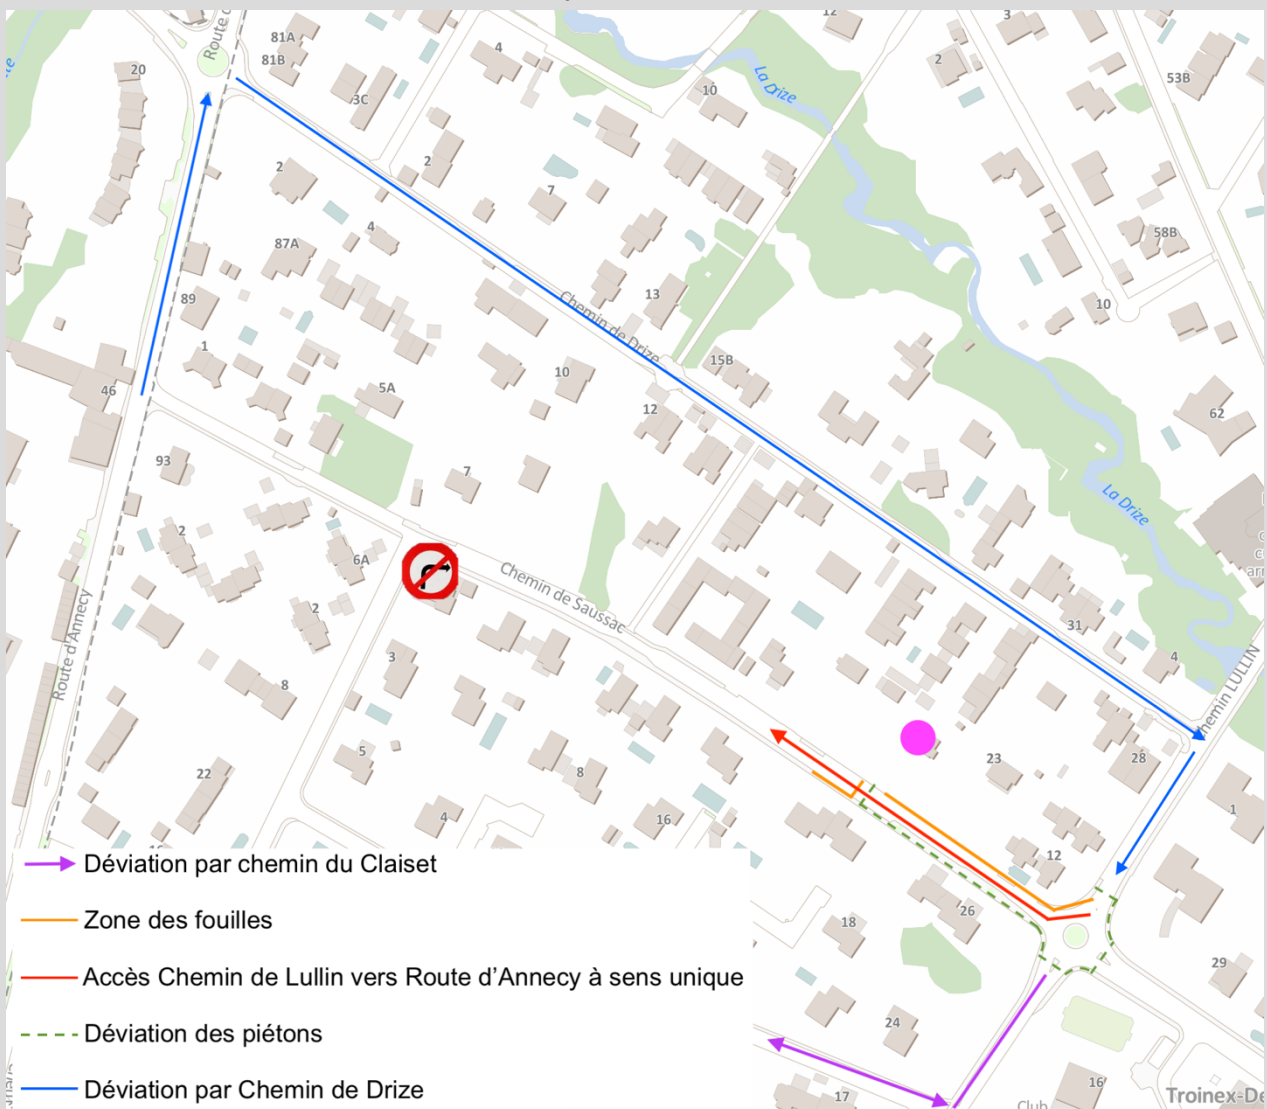 Route d
81A
81B
20
3C
4
12
3
2
53B
10
La Drize
2
2
7
4
87A
58B
89
13
10
1
Chemin de Drize
46
5A
15B
10
12
62
93
7
La Drize
2
6A
Chemin de Saussac
2
31
Route d'Annecy
3
4
8
Chemin LULLIN
5
8
23
28
22
4
16
1
12
Déviation par chemin du Claiset
26
Zone des fouilles
18
29
Accès Chemin de Lullin vers Route d'Annecy à sens unique
24
Déviation des piétons
Déviation par Chemin de Drize
17
16
Club
Troinex-De